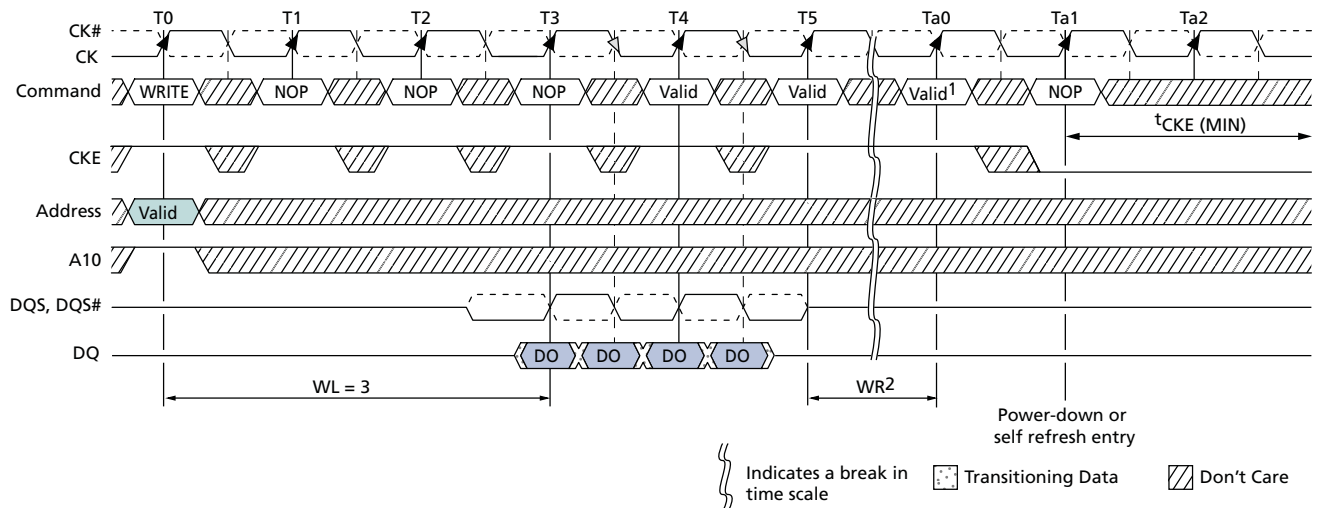 T0 T1 T2 T3 T4 T5 Ta0 Ta1 Ta2
CK#
CK
Command WRITE NOP NOP NOP Valid Valid Valid1 NOP
tCKE (MIN)
CKE
Address Valid
A10
DQS, DQS#
DQ DO DO DO DO
WL = 3 WR2
Power-down or
self refresh entry
Indicates a break in
time scale
Transitioning Data
Don't Care